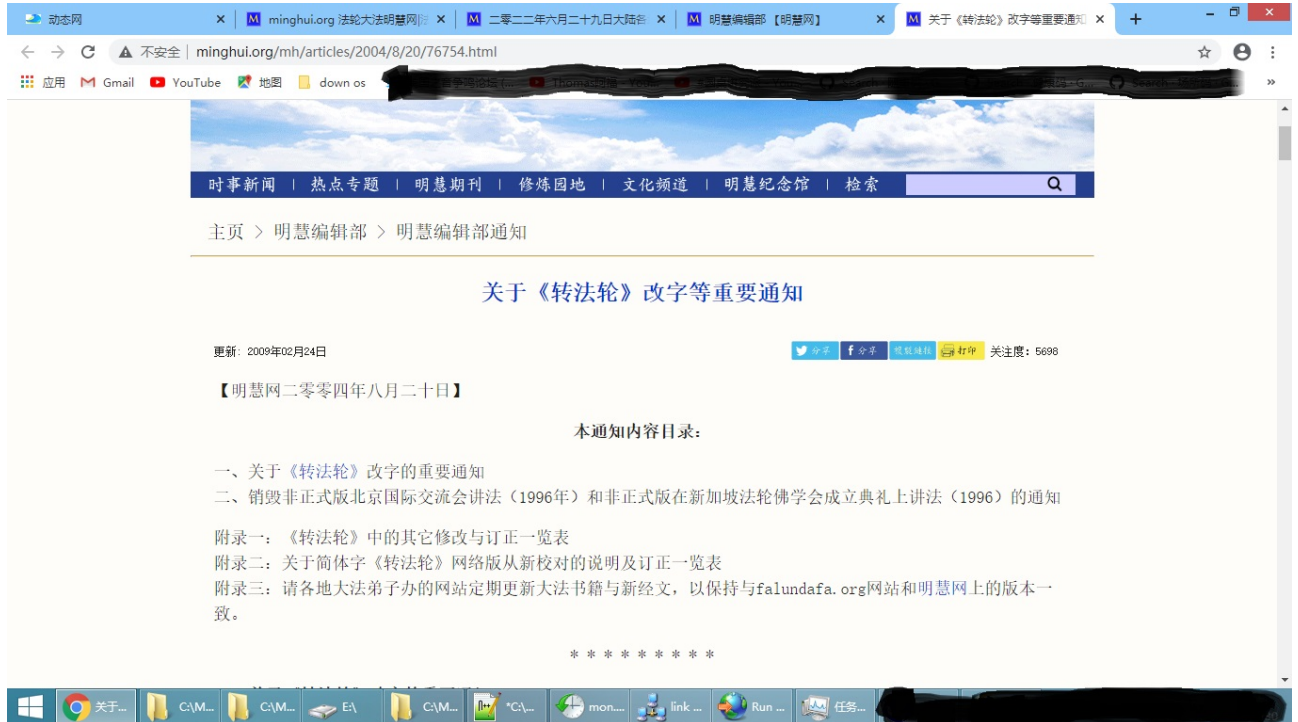 动态网
minghui.org 法轮大法明慧网
二零二二年六月二十九日大陆各
明慧编辑部 【明慧网】
关于《转法轮》改字等重要通知
不安全 minghui.org/mh/articles/2004/8/20/76754.html
应用 Gmail YouTube 地图 down os
时事新闻 | 热点专题 | 明慧期刊 | 修炼园地 | 文化频道 | 明慧纪念馆 | 检索
主页 > 明慧编辑部 > 明慧编辑部通知
关于《转法轮》改字等重要通知
更新: 2009年02月24日
分享 f 分享 打印 关注度: 5698
【明慧网二零零四年八月二十日】
本通知内容目录：
一、关于《转法轮》改字的重要通知
二、销毁非正式版北京国际交流会讲法（1996年）和非正式版在新加坡法轮佛学会成立典礼上讲法（1996）的通知
附录一：《转法轮》中的其它修改与订正一览表
附录二：关于简体字《转法轮》网络版从新校对的说明及订正一览表
附录三：请各地大法弟子办的网站定期更新大法书籍与新经文，以保持与falundafa.org网站和明慧网上的版本一
致。
* * * * * * * * *
关于... C:\M... C:\M... E:\ C:\M... *C:\... mon.... link ... Run ... 任务...